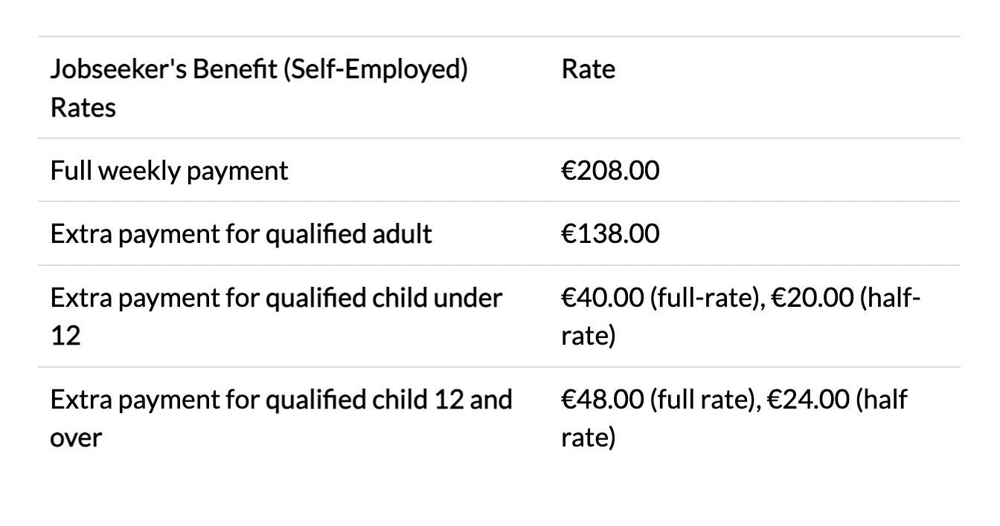 Jobseeker's Benefit (Self-Employed) Rates
Rate
Full weekly payment
€208.00
Extra payment for qualified adult
€138.00
Extra payment for qualified child under 12
€40.00 (full-rate), €20.00 (half-rate)
Extra payment for qualified child 12 and over
€48.00 (full rate), €24.00 (half rate)